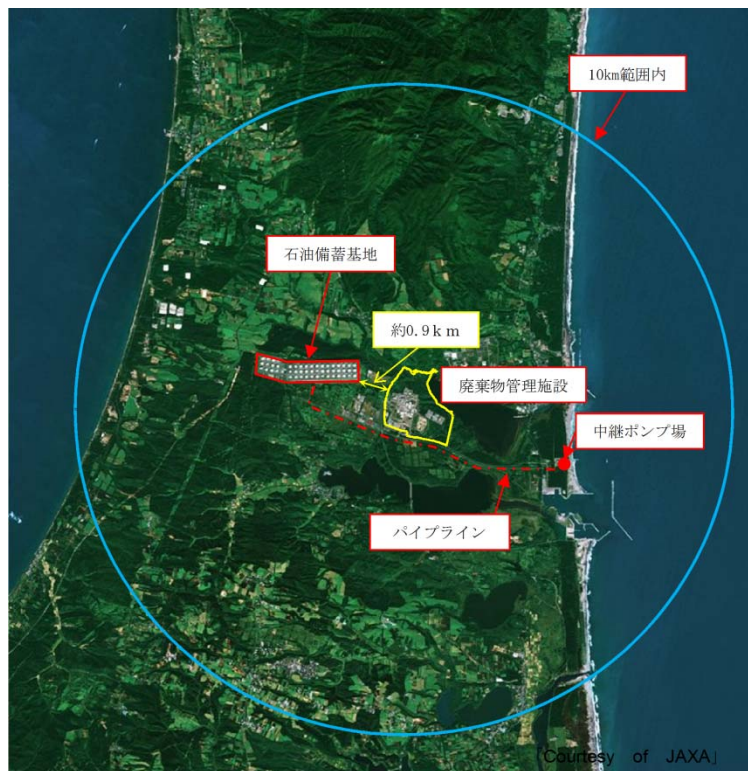 10km範囲内
石油備蓄基地
約0.9km
廃棄物管理施設
中継ポンプ場
パイプライン
「Courtesy of JAXA」